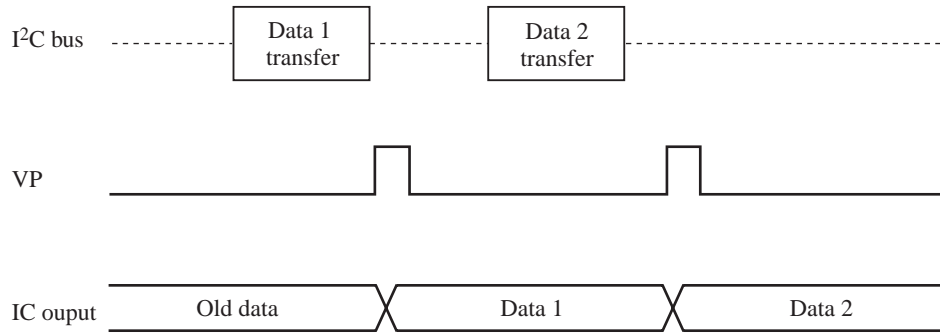 I²C bus
Data 1
transfer
Data 2
transfer
VP
IC ouput
Old data
Data 1
Data 2